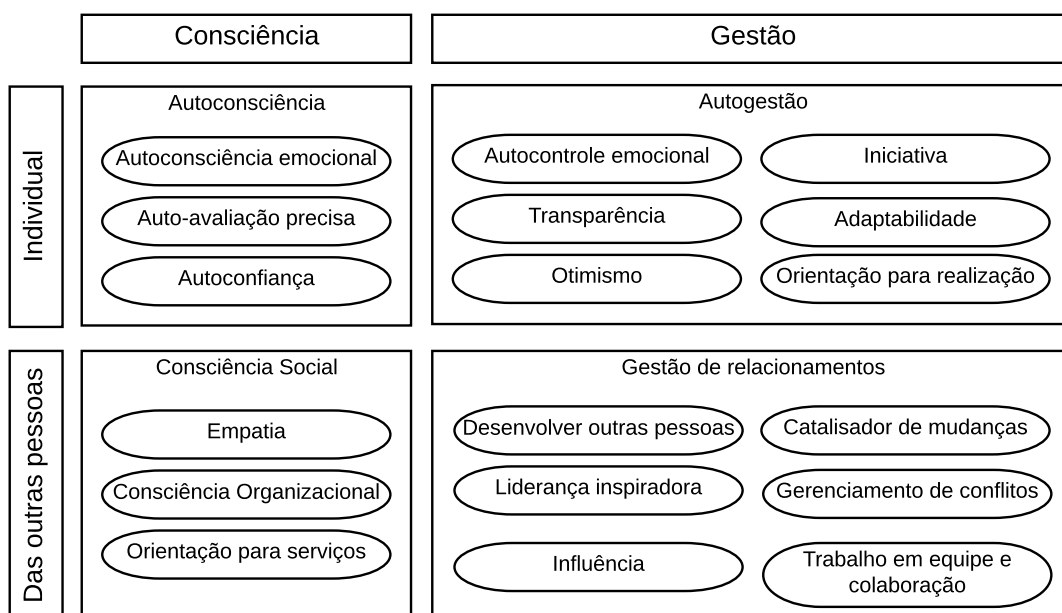 Consciência
Gestão
Individual
Autoconsciência
Autoconsciência emocional
Auto-avaliação precisa
Autoconfiança
Autogestão
Autocontrole emocional
Iniciativa
Transparência
Adaptabilidade
Otimismo
Orientação para realização
Das outras pessoas
Consciência Social
Empatia
Consciência Organizacional
Orientação para serviços
Gestão de relacionamentos
Desenvolver outras pessoas
Catalisador de mudanças
Liderança inspiradora
Gerenciamento de conflitos
Influência
Trabalho em equipe e
colaboração